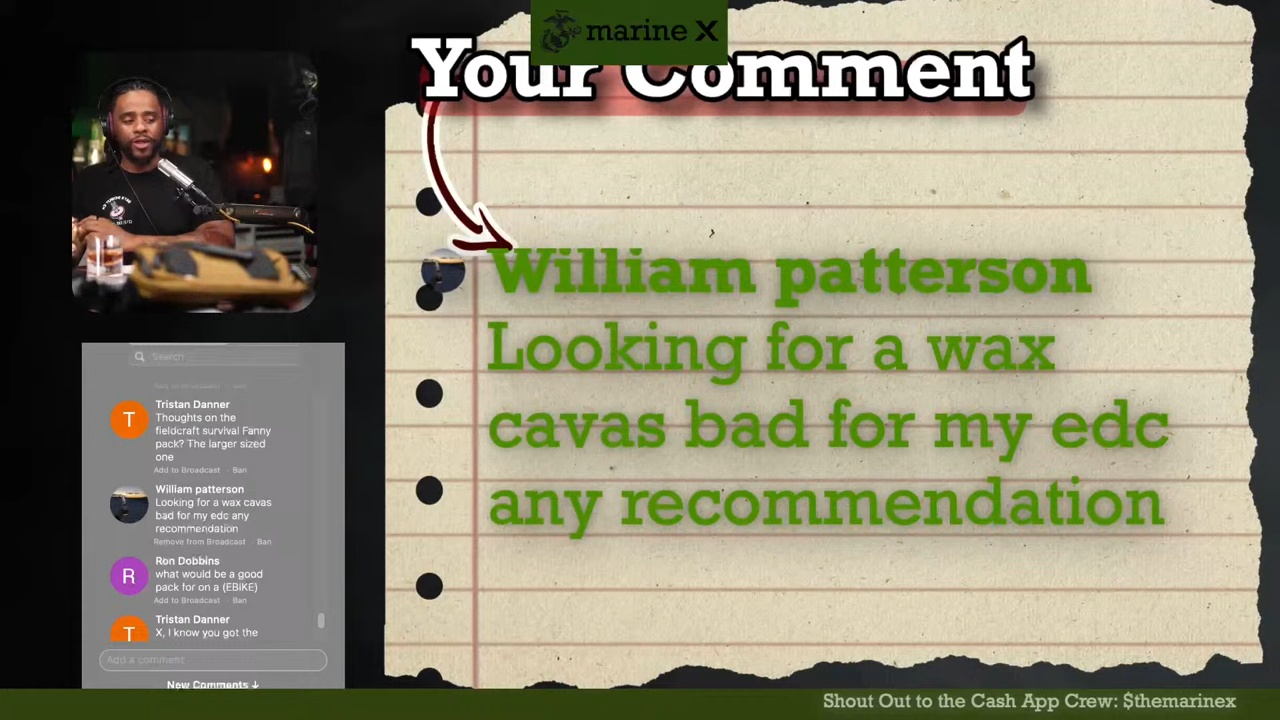 marine X
Your Comment
William patterson
Looking for a wax
cavas bad for my edc
any recommendation
Search
Tristan Danner
Thoughts on the
fieldcraft survival Fanny
pack? The larger sized
one
Add to Broadcast · Ban
William patterson
Looking for a wax cavas
bad for my edc any
recommendation
Remove from Broadcast · Ban
Ron Dobbins
what would be a good
pack for on a (EBiKE)
Add to Broadcast · Ban
Tristan Danner
X, I know you got the
Add a comment
New Comments ↓
Shout Out to the Cash App Crew: $themarinex